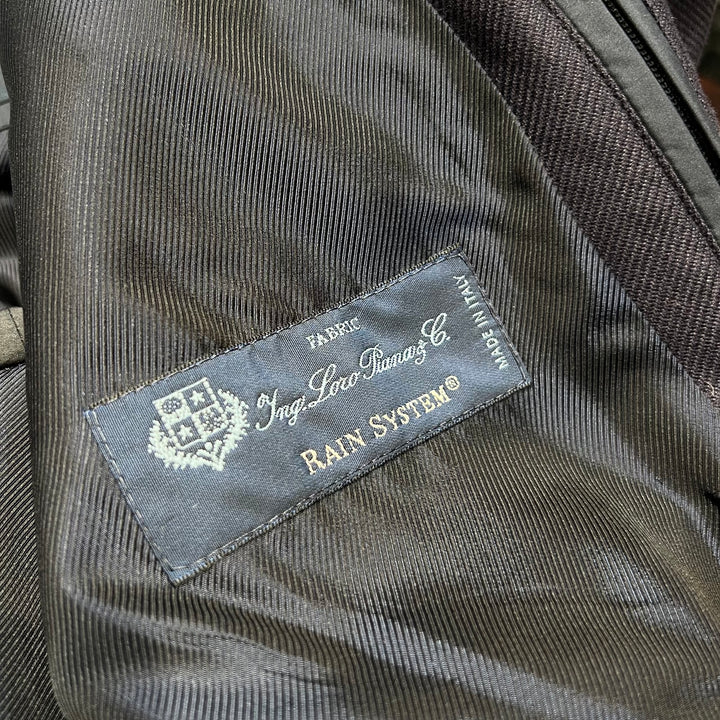 FABRIC
Ing. Loro Piana & C.
RAIN SYSTEM®
MADE IN ITALY